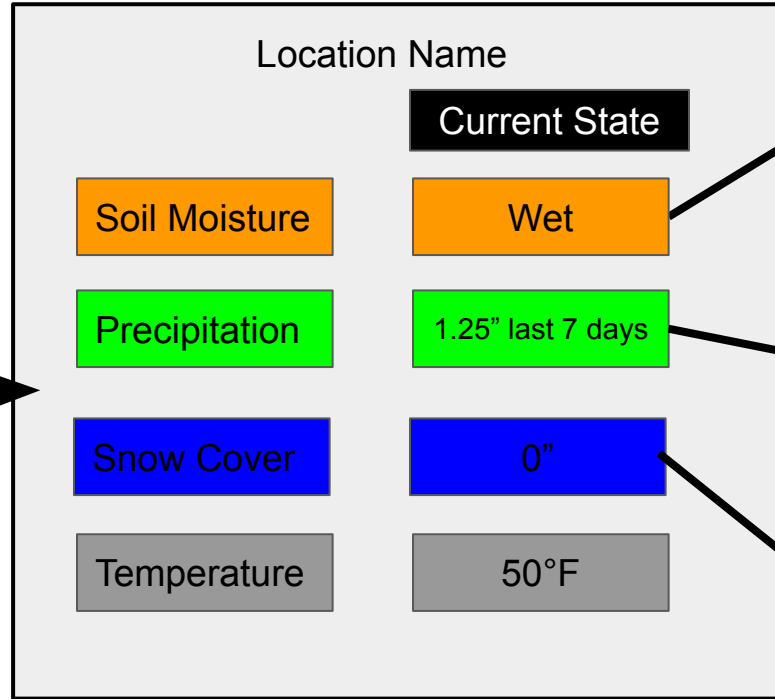 Location Name
Current State
Soil Moisture
Wet
Precipitation
1.25” last 7 days
Snow Cover
0”
Temperature
50°F